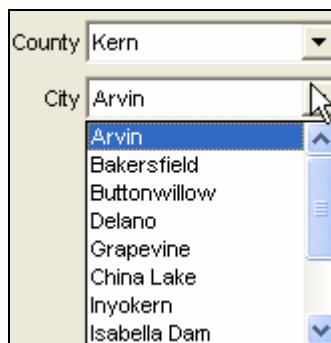 County Kern
City Arvin
Arvin
Bakersfield
Buttonwillow
Delano
Grapevine
China Lake
Inyokern
Isabella Dam